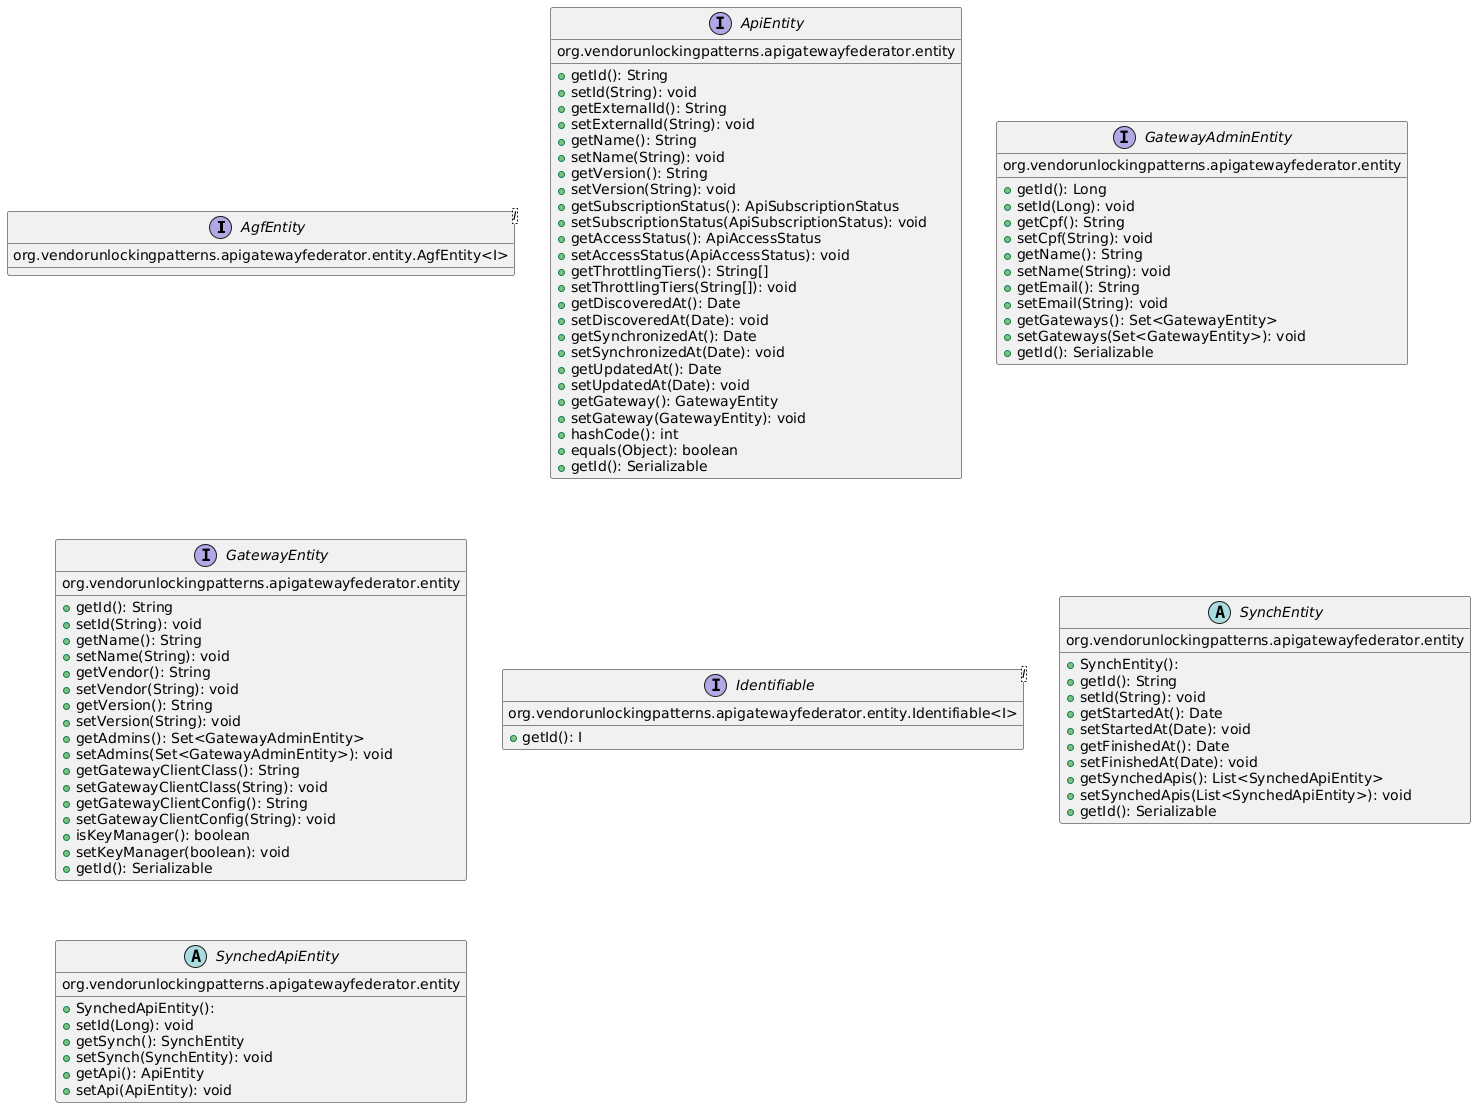 I AgfEntity
I
org.vendorunlockingpatterns.apigatewayfederator.entity.AgfEntity<I>
I ApiEntity
org.vendorunlockingpatterns.apigatewayfederator.entity
getId(): String
setId(String): void
getExternalId(): String
setExternalId(String): void
getName(): String
setName(String): void
getVersion(): String
setVersion(String): void
getSubscriptionStatus(): ApiSubscriptionStatus
setSubscriptionStatus(ApiSubscriptionStatus): void
getAccessStatus(): ApiAccessStatus
setAccessStatus(ApiAccessStatus): void
getThrottlingTiers(): String[]
setThrottlingTiers(String[]): void
getDiscoveredAt(): Date
setDiscoveredAt(Date): void
getSynchronizedAt(): Date
setSynchronizedAt(Date): void
getUpdatedAt(): Date
setUpdatedAt(Date): void
getGateway(): GatewayEntity
setGateway(GatewayEntity): void
hashCode(): int
equals(Object): boolean
getId(): Serializable
I GatewayAdminEntity
org.vendorunlockingpatterns.apigatewayfederator.entity
getId(): Long
setId(Long): void
getCpf(): String
setCpf(String): void
getName(): String
setName(String): void
getEmail(): String
setEmail(String): void
getGateways(): Set<GatewayEntity>
setGateways(Set<GatewayEntity>): void
getId(): Serializable
I GatewayEntity
org.vendorunlockingpatterns.apigatewayfederator.entity
getId(): String
setId(String): void
getName(): String
setName(String): void
getVendor(): String
setVendor(String): void
getVersion(): String
setVersion(String): void
getAdmins(): Set<GatewayAdminEntity>
setAdmins(Set<GatewayAdminEntity>): void
getGatewayClientClass(): String
setGatewayClientClass(String): void
getGatewayClientConfig(): String
setGatewayClientConfig(String): void
isKeyManager(): boolean
setKeyManager(boolean): void
getId(): Serializable
I Identifiable
I
org.vendorunlockingpatterns.apigatewayfederator.entity.Identifiable<I>
getId(): I
A SynchEntity
org.vendorunlockingpatterns.apigatewayfederator.entity
SynchEntity():
getId(): String
setId(String): void
getStartedAt(): Date
setStartedAt(Date): void
getFinishedAt(): Date
setFinishedAt(Date): void
getSynchedApis(): List<SynchedApiEntity>
setSynchedApis(List<SynchedApiEntity>): void
getId(): Serializable
A SynchedApiEntity
org.vendorunlockingpatterns.apigatewayfederator.entity
SynchedApiEntity():
setId(Long): void
getSynch(): SynchEntity
setSynch(SynchEntity): void
getApi(): ApiEntity
setApi(ApiEntity): void